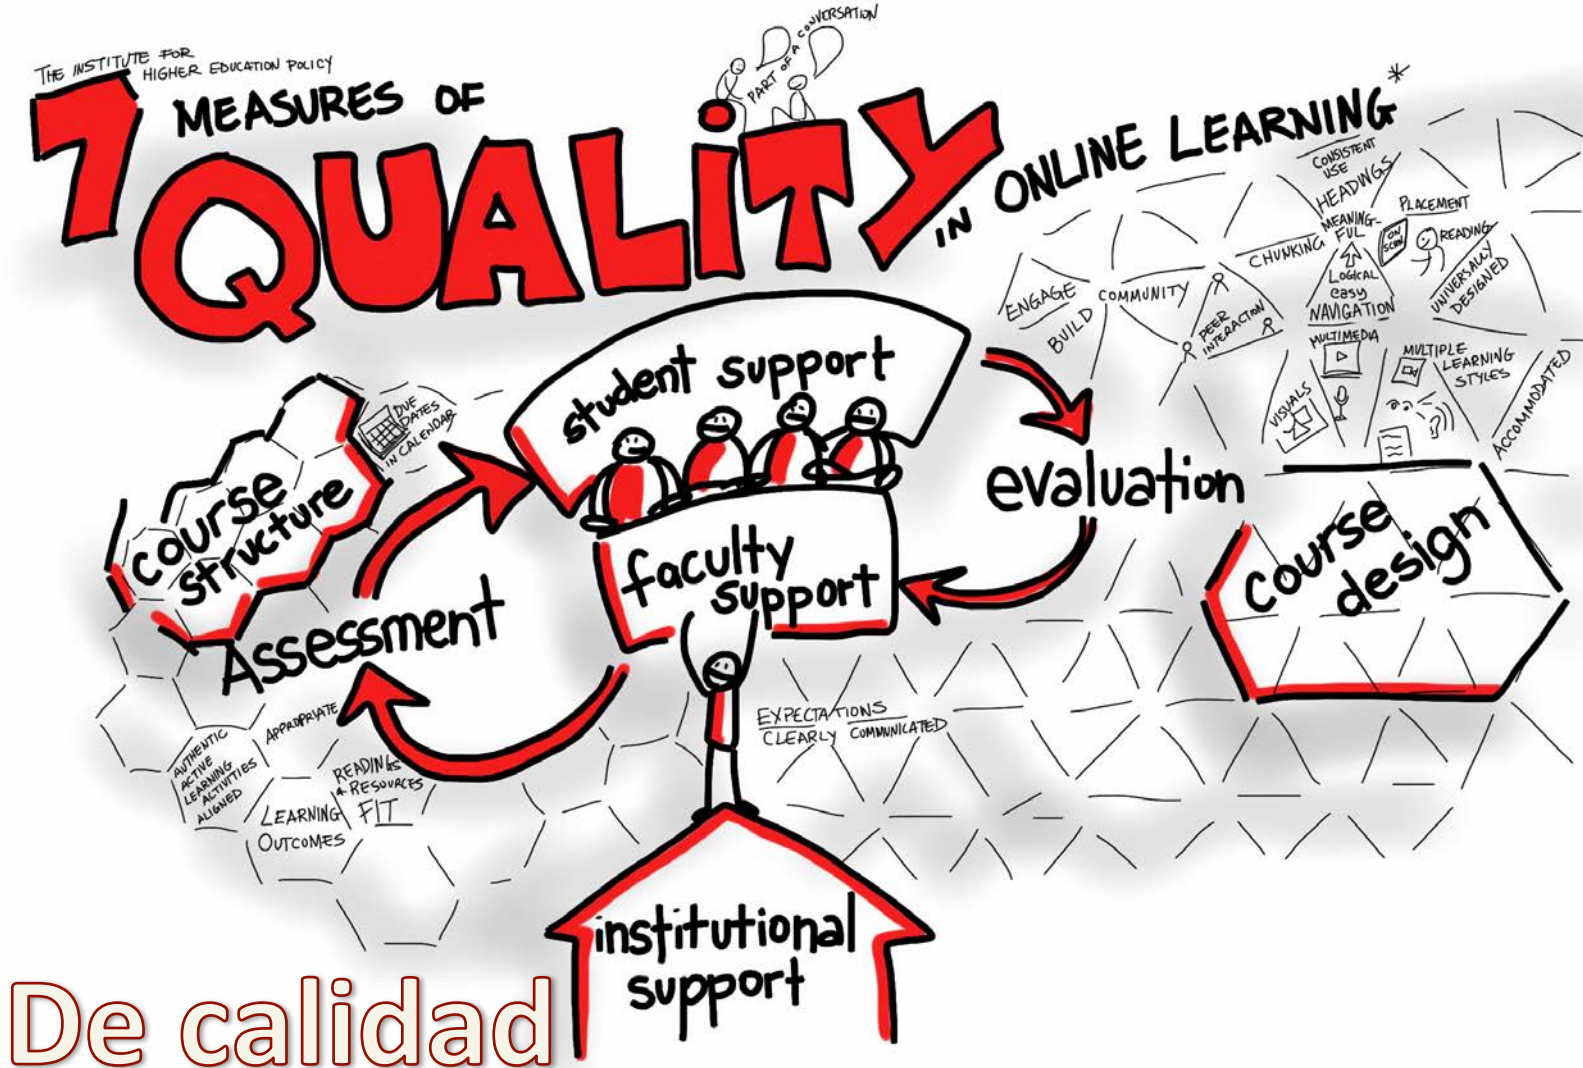 THE INSTITUTE FOR
HIGHER EDUCATION POLICY
7 MEASURES OF
QUALiTY
IN ONLINE LEARNING*
PART OF A CONVERSATION
CONSISTENT
USE
HEADINGS
MEANING-
FUL
LOGICAL
easy
NAVIGATION
CHUNKING
PLACEMENT
ON
SCRN
READING
UNIVERSALLY
DESIGNED
ENGAGE
BUILD
COMMUNITY
PEER
INTERACTION
MULTIMEDIA
VISUALS
MULTIPLE
LEARNING
STYLES
ACCOMMODATED
student support
DUE
DATES
IN CALENDAR
course
structure
evaluation
course
design
faculty
support
Assessment
EXPECTATIONS
CLEARLY COMMUNICATED
APPROPRIATE
AUTHENTIC
ACTIVE
LEARNING
ACTIVITIES
ALIGNED
READINGS
& RESOURCES
FIT
LEARNING
OUTCOMES
institutional
support
De calidad